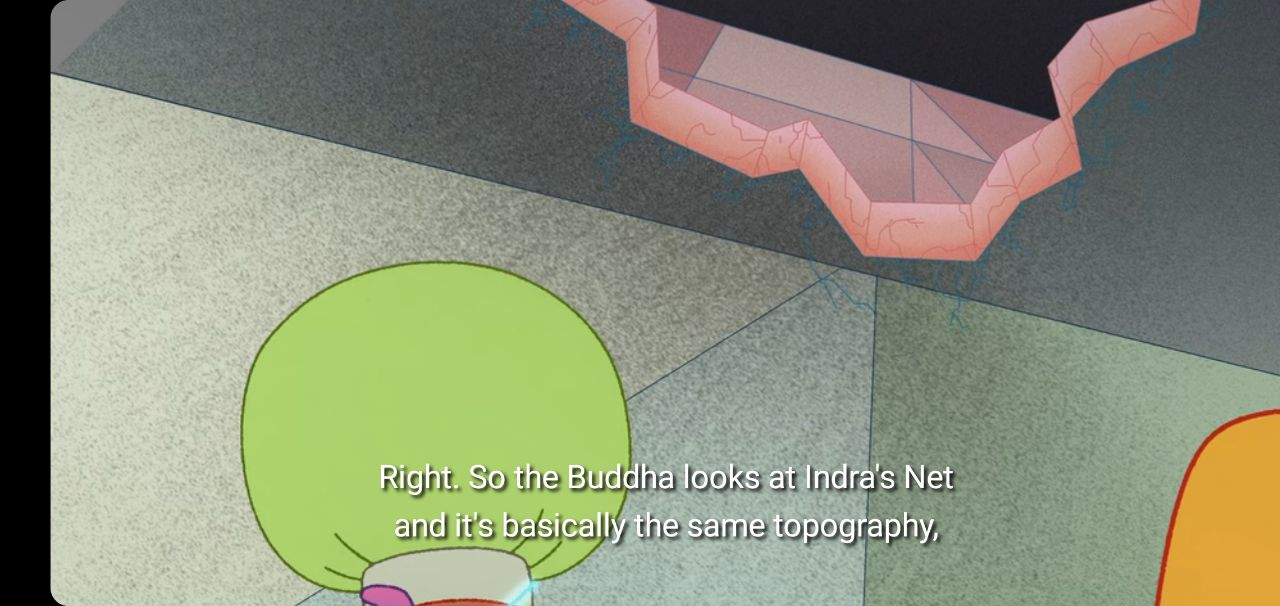 Right. So the Buddha looks at Indra's Net
and it's basically the same topography,